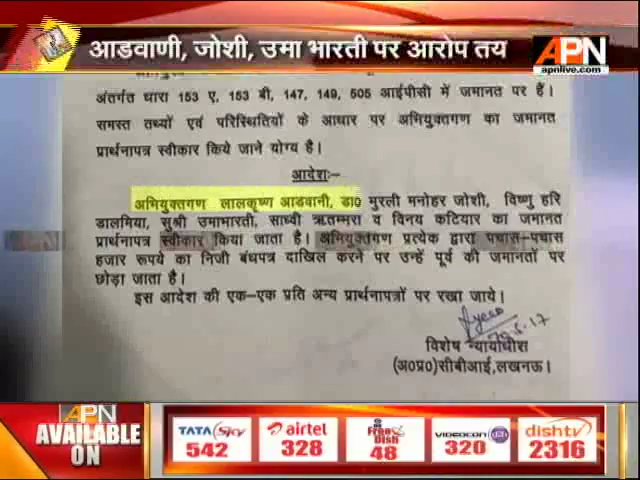 आडवाणी, जोशी, उमा भारती पर आरोप तय
APN
apnlive.com
अंतर्गत धारा 153 ए, 153 बी, 147, 149, 505 आईपीसी में जमानत पर हैं।
समस्त तथ्यों एवं परिस्थितियों के आधार पर अभियुक्तगण का जमानत
प्रार्थनापत्र स्वीकार किये जाने योग्य है।
आदेश:-
अभियुक्तगण लालकृष्ण आडवानी, डा0 मुरली मनोहर जोशी, विष्णु हरि
डालमिया, सुश्री उमाभारती, साध्वी ऋतम्भरा व विनय कटियार का जमानत
प्रार्थनापत्र स्वीकार किया जाता है। अभियुक्तगण प्रत्येक द्वारा पचास-पचास
हजार रूपये का निजी बंधपत्र दाखिल करने पर उन्हें पूर्व की जमानतों पर
छोड़ा जाता है।
इस आदेश की एक-एक प्रति अन्य प्रार्थनापत्रों पर रखा जाये।
विशेष न्यायाधीश
(अ0प्र0)सीबीआई,लखनऊ।
APN
AVAILABLE
ON
TATA Sky
542
airtel
328
Free Dish
48
VIDEOCON d2h
320
dishtv
2316